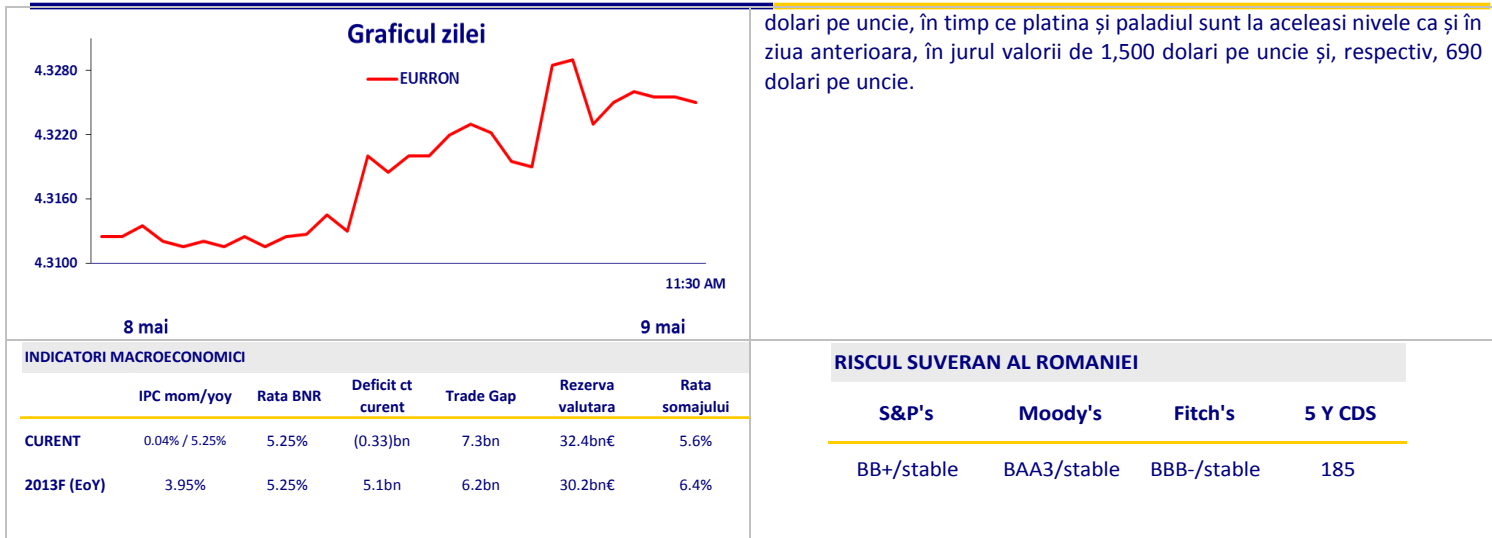 Graficul zilei
EURRON
4.3280
4.3220
4.3160
4.3100
11:30 AM
8 mai
9 mai
dolari pe uncie, în timp ce platina și paladiul sunt la aceleasi nivele ca și în
ziua anterioara, în jurul valorii de 1,500 dolari pe uncie și, respectiv, 690
dolari pe uncie.
INDICATORI MACROECONOMICI
IPC mom/yoy Rata BNR Deficit ct curent Trade Gap Rezerva valutara Rata somajului
CURENT 0.04% / 5.25% 5.25% (0.33)bn 7.3bn 32.4bn€ 5.6%
2013F (EoY) 3.95% 5.25% 5.1bn 6.2bn 30.2bn€ 6.4%
RISCUL SUVERAN AL ROMANIEI
S&P's Moody's Fitch's 5 Y CDS
BB+/stable BAA3/stable BBB-/stable 185